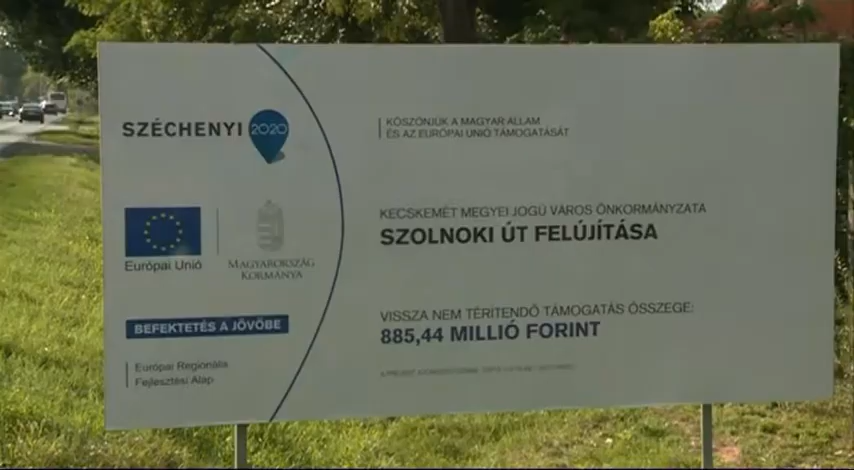 SZÉCHENYI 2020
KÖSZÖNJÜK A MAGYAR ÁLLAM
ÉS AZ EURÓPAI UNIÓ TÁMOGATÁSÁT
Európai Unió
MAGYARORSZÁG
KORMÁNYA
KECSKEMÉT MEGYEI JOGÚ VÁROS ÖNKORMÁNYZATA
SZOLNOKI ÚT FELÚJÍTÁSA
BEFEKTETÉS A JÖVŐBE
Európai Regionális
Fejlesztési Alap
VISSZA NEM TÉRÍTENDŐ TÁMOGATÁS ÖSSZEGE:
885,44 MILLIÓ FORINT